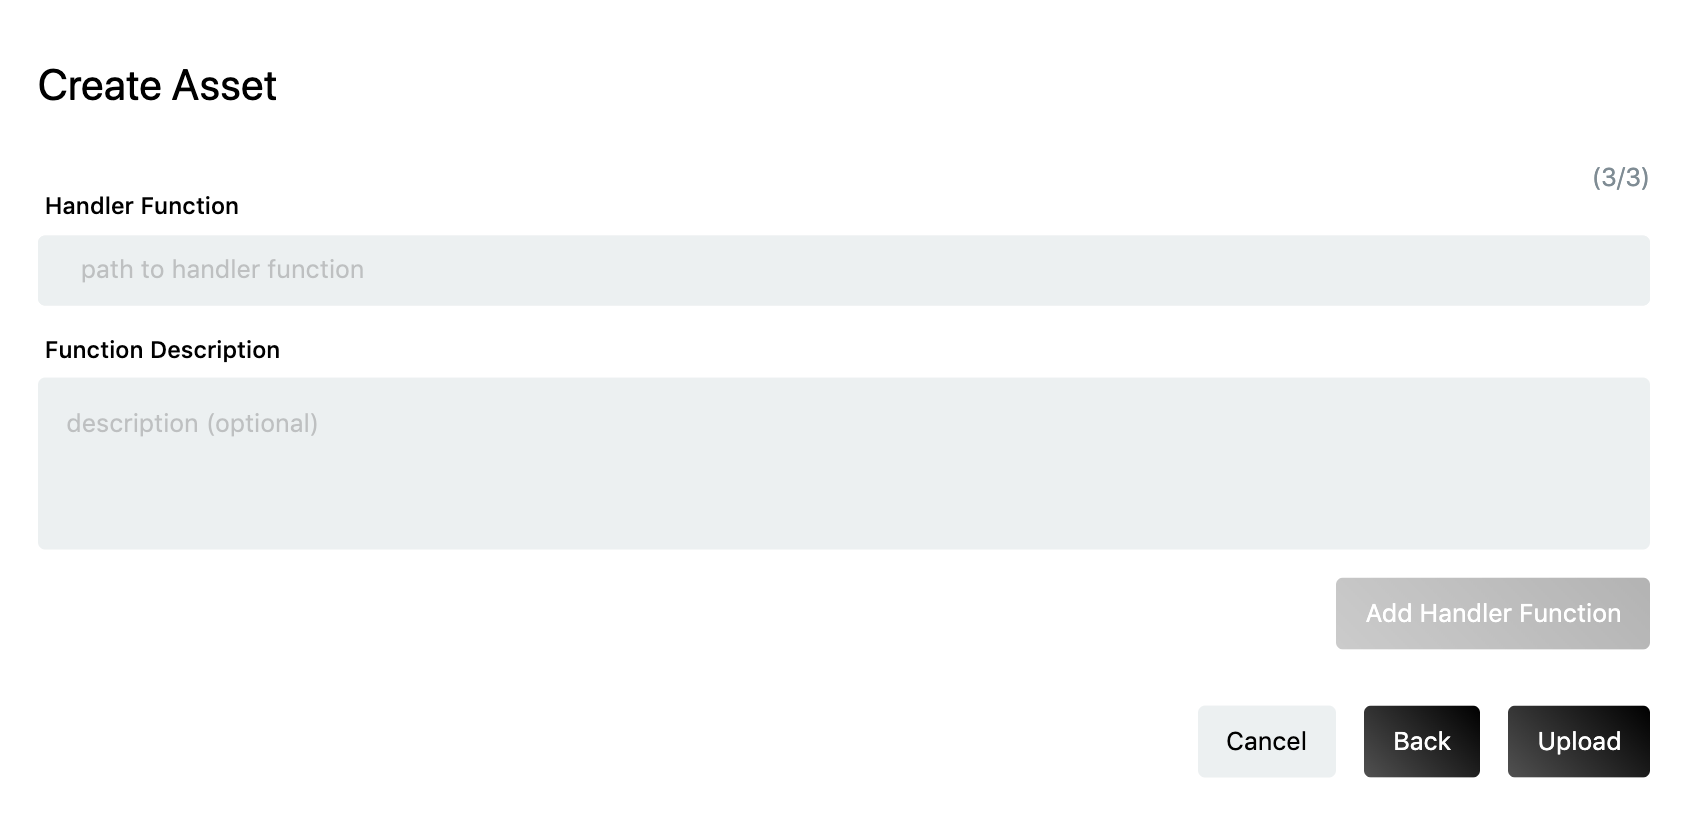 Create Asset
(3/3)
Handler Function
path to handler function
Function Description
description (optional)
Add Handler Function
Cancel Back Upload